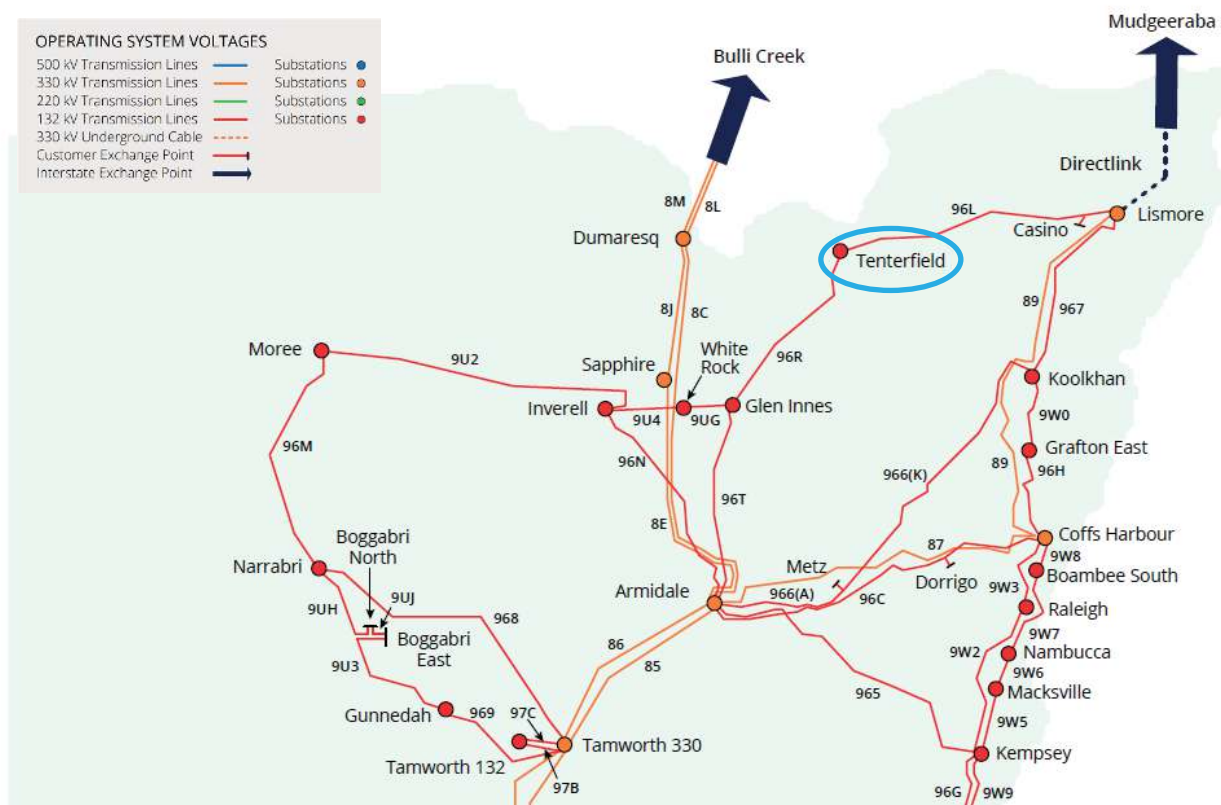 OPERATING SYSTEM VOLTAGES
500 kV Transmission Lines Substations
330 kV Transmission Lines Substations
220 kV Transmission Lines Substations
132 kV Transmission Lines Substations
330 kV Underground Cable
Customer Exchange Point
Interstate Exchange Point
Mudgeeraba
Bulli Creek
Directlink
8M
8L
96L
Lismore
Casino
Dumaresq
Tenterfield
89
967
8J
8C
Moree
9U2
Sapphire
White
Rock
96R
Koolkhan
Inverell
9U4
9UG
Glen Innes
9W0
96M
96N
Grafton East
966(K)
89
96H
96T
8E
Boggabri
North
87
Coffs Harbour
9W8
Narrabri
Metz
Dorrigo
Boambee South
9UJ
Armidale
966(A)
96C
9W3
Raleigh
9UH
968
Boggabri
East
86
9W7
9W2
Nambucca
9U3
85
9W6
965
Macksville
Gunnedah
969
97C
9W5
Tamworth 330
Kempsey
Tamworth 132
97B
96G
9W9